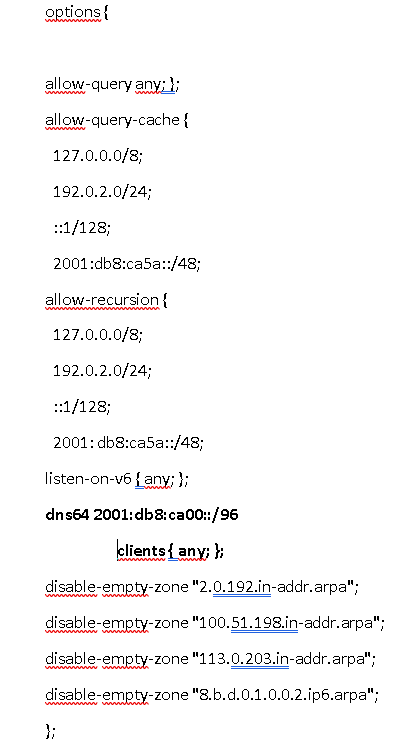 options {
allow-query any; };
allow-query-cache {
127.0.0.0/8;
192.0.2.0/24;
::1/128;
2001:db8:ca5a::/48;
allow-recursion {
127.0.0.0/8;
192.0.2.0/24;
::1/128;
2001: db8:ca5a::/48;
listen-on-v6 { any; };
dns64 2001:db8:ca00::/96
clients { any; };
disable-empty-zone "2.0.192.in-addr.arpa";
disable-empty-zone "100.51.198.in-addr.arpa";
disable-empty-zone "113.0.203.in-addr.arpa";
disable-empty-zone "8.b.d.0.1.0.0.2.ip6.arpa";
};